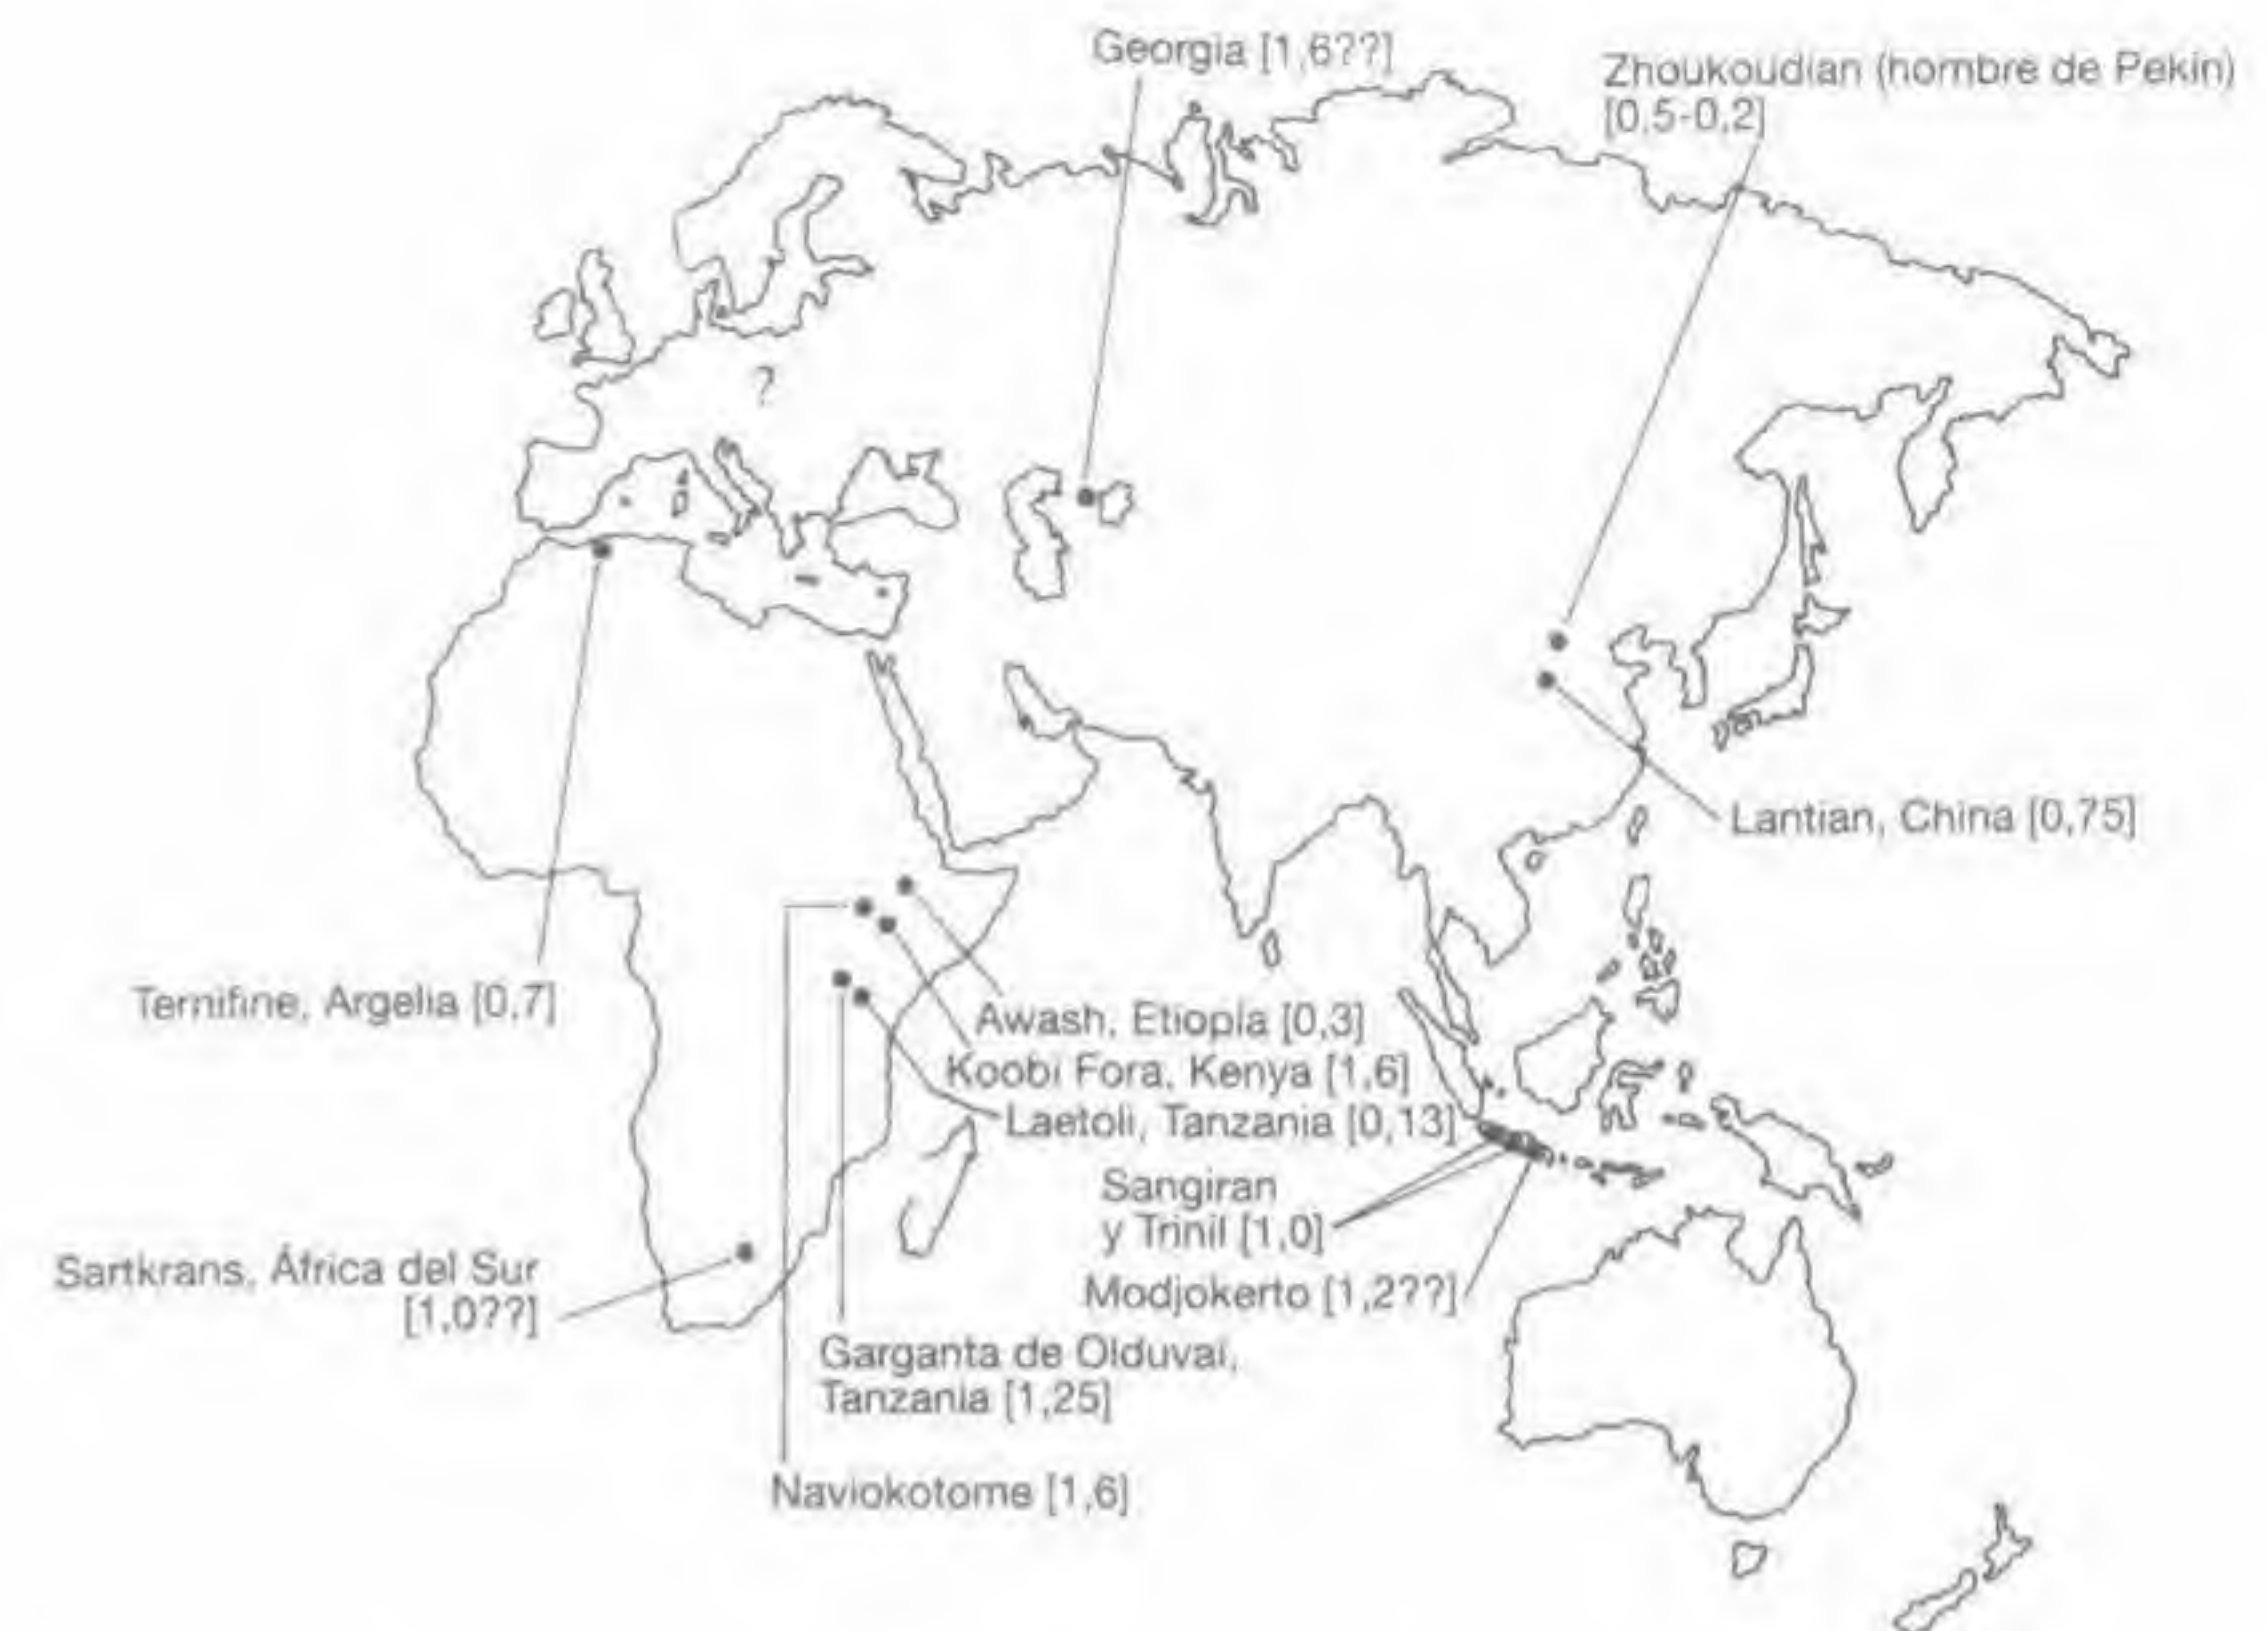 Georgia [1,6??]
Zhoukoudian (hombre de Pekin)
[0,5-0,2]
?
Lantian, China [0,75]
Ternifine, Argelia [0,7]
Awash, Etiopía [0,3]
Koobi Fora, Kenya [1,6]
Laetoli, Tanzania [0,13]
Sangiran
y Trinil [1,0]
Modjokerto [1,2??]
Sartkrans, África del Sur
[1,0??]
Garganta de Olduvai,
Tanzania [1,25]
Naviokotome [1,6]